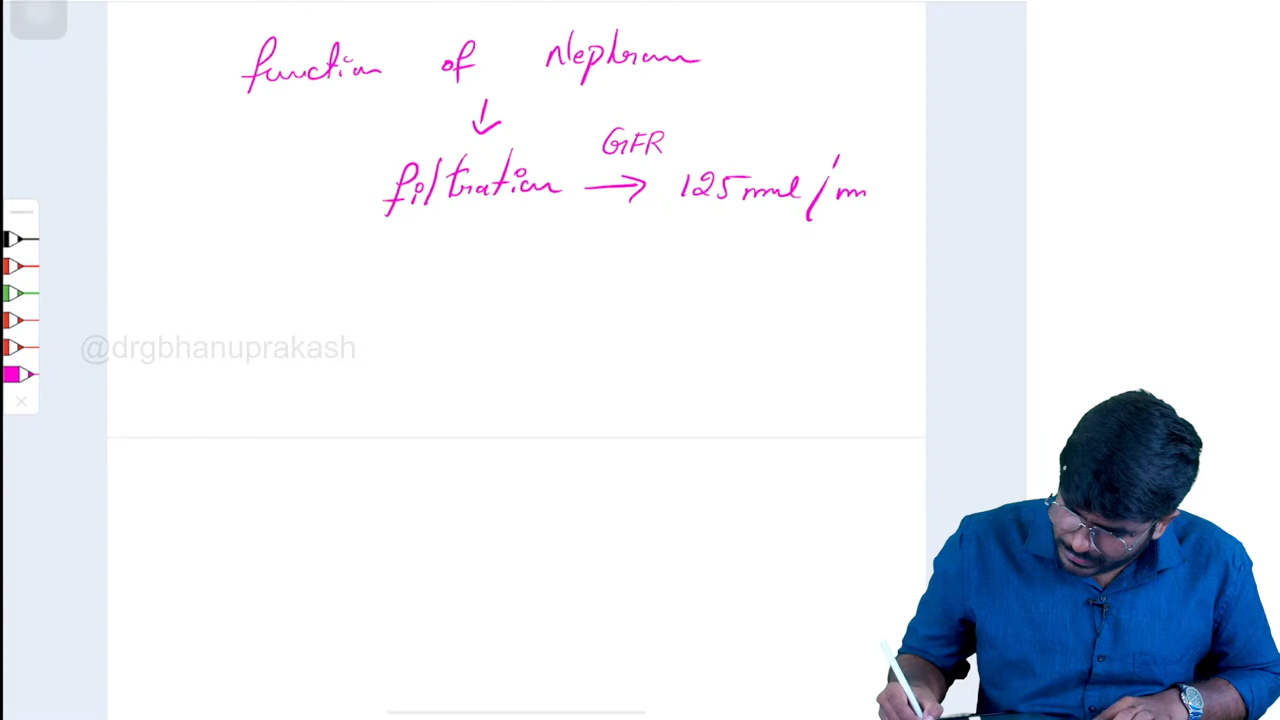 function of Nephron
GFR
filtration → 125 ml/m
@drgbhanuprakash